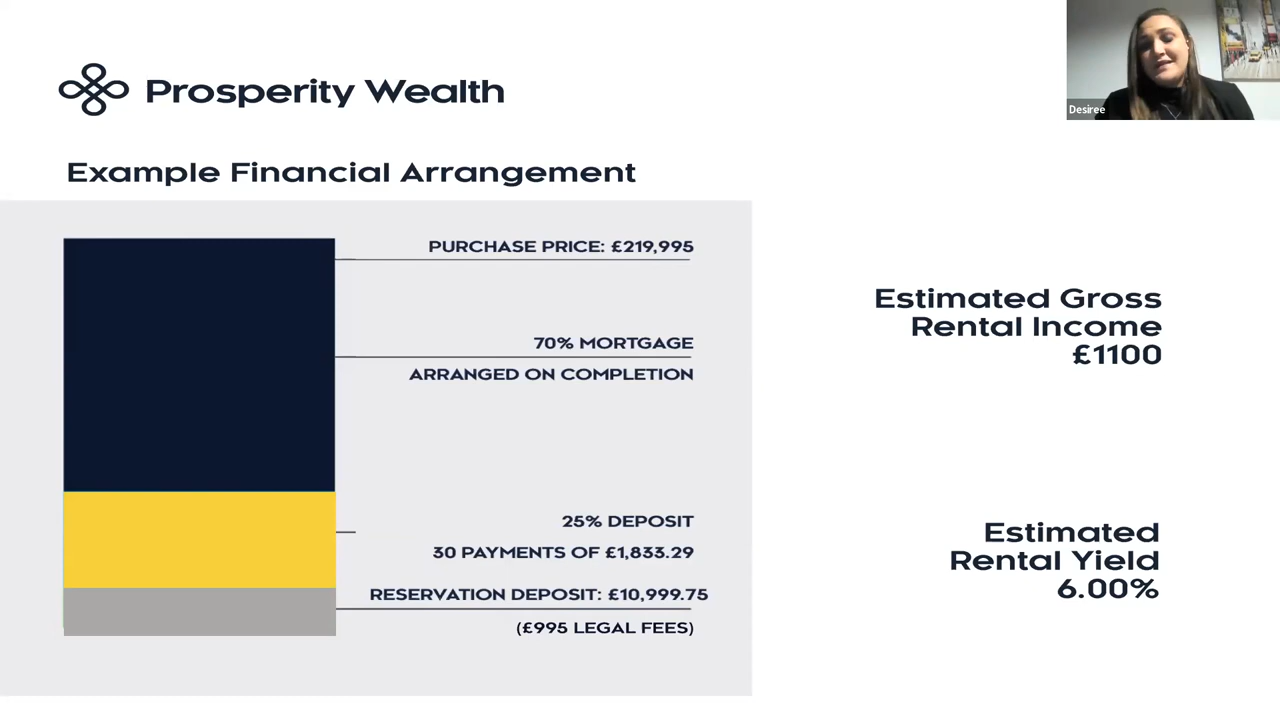 Prosperity Wealth
Desiree
Example Financial Arrangement
PURCHASE PRICE: £219,995
70% MORTGAGE
ARRANGED ON COMPLETION
25% DEPOSIT
30 PAYMENTS OF £1,833.29
RESERVATION DEPOSIT: £10,999.75
(£995 LEGAL FEES)
Estimated Gross
Rental Income
£1100
Estimated
Rental Yield
6.00%